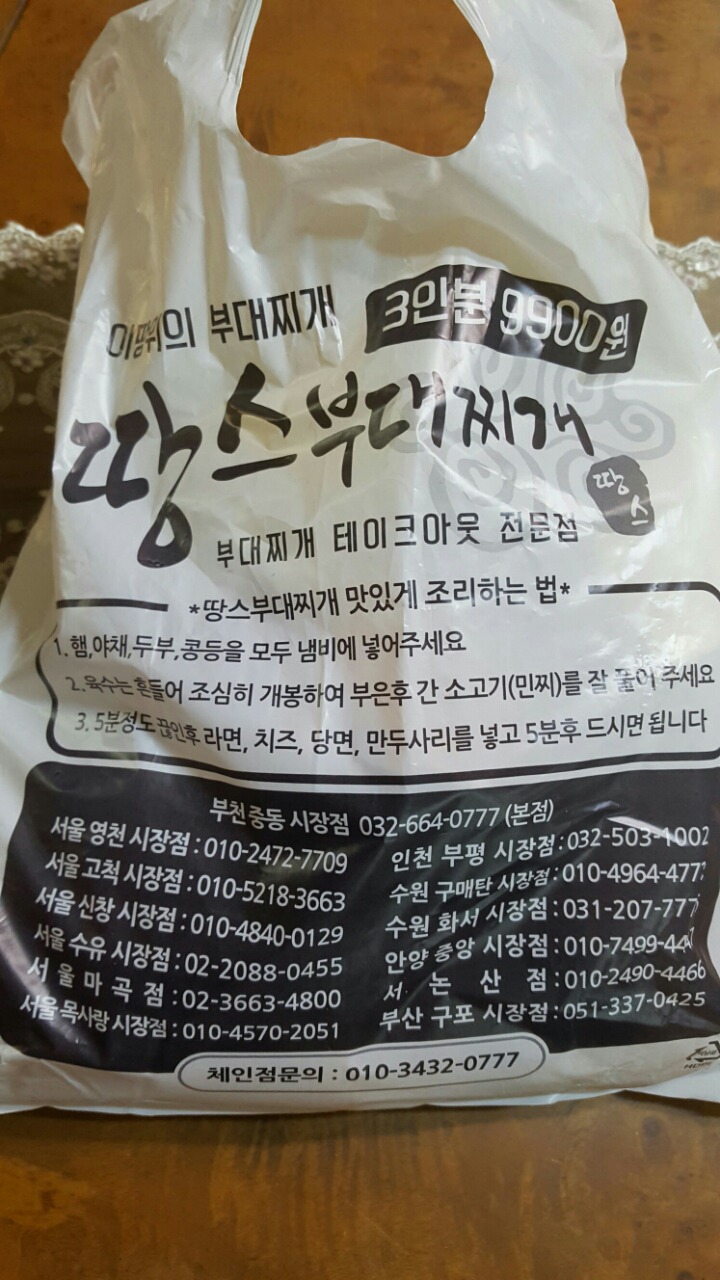 부대찌개
3인분 9900원
땅스부대찌개
땅스
부대찌개 테이크아웃 전문점
*땅스부대찌개 맛있게 조리하는 법*
1. 햄,야채,두부,콩등을 모두 냄비에 넣어주세요
2. 육수는 흔들어 조심히 개봉하여 부은후 간 소고기(민찌)를 잘 풀어 주세요
3. 5분정도 끓인후 라면, 치즈, 당면, 만두사리를 넣고 5분후 드시면 됩니다
부천중동 시장점 032-664-0777 (본점)
서울 영천 시장점 : 010-2472-7709
서울 고척 시장점 : 010-5218-3663
서울 신창 시장점 : 010-4840-0129
서울 수유 시장점 : 02-2088-0455
서울마곡점 : 02-3663-4800
서울 목사랑 시장점 : 010-4570-2051
인천 부평 시장점 : 032-503-1002
수원 구매탄 시장점 : 010-4964-477
수원 화서 시장점 : 031-207-777
안양 중앙 시장점 : 010-7499-44
논 산 점 : 010-2490-4466
부산 구포 시장점 : 051-337-0425
체인점문의 : 010-3432-0777